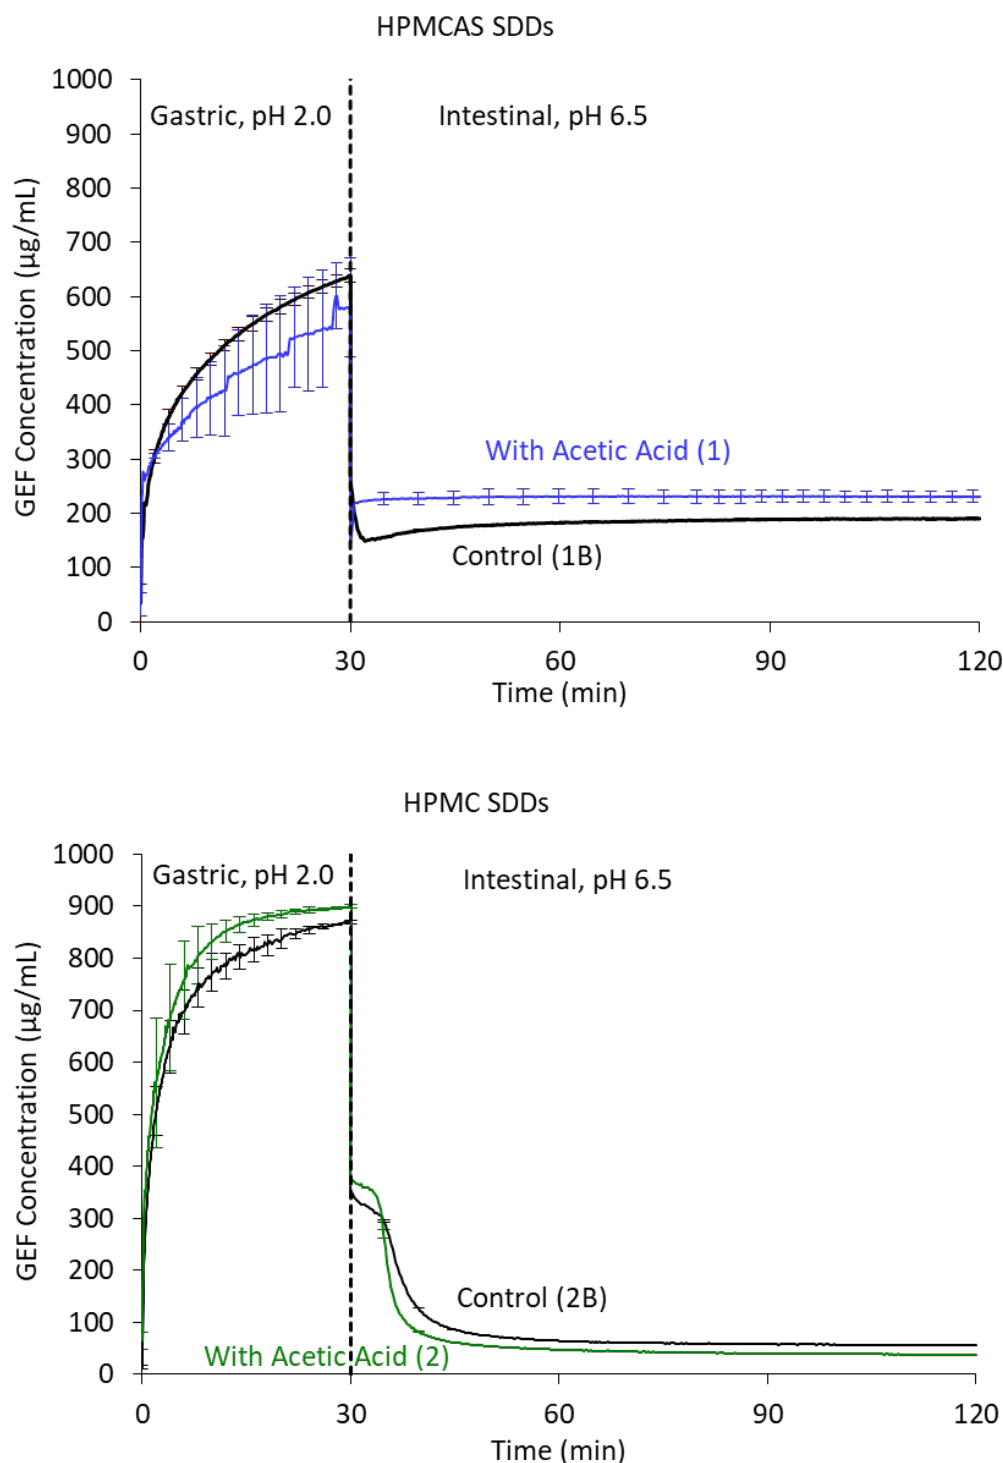 HPMCAS SDDs
GEF Concentration (µg/mL)
1000
900
800
700
600
500
400
300
200
100
0
Gastric, pH 2.0
Intestinal, pH 6.5
With Acetic Acid (1)
Control (1B)
0
30
60
90
120
Time (min)
HPMC SDDs
GEF Concentration (µg/mL)
1000
900
800
700
600
500
400
300
200
100
0
Gastric, pH 2.0
Intestinal, pH 6.5
Control (2B)
With Acetic Acid (2)
0
30
60
90
120
Time (min)